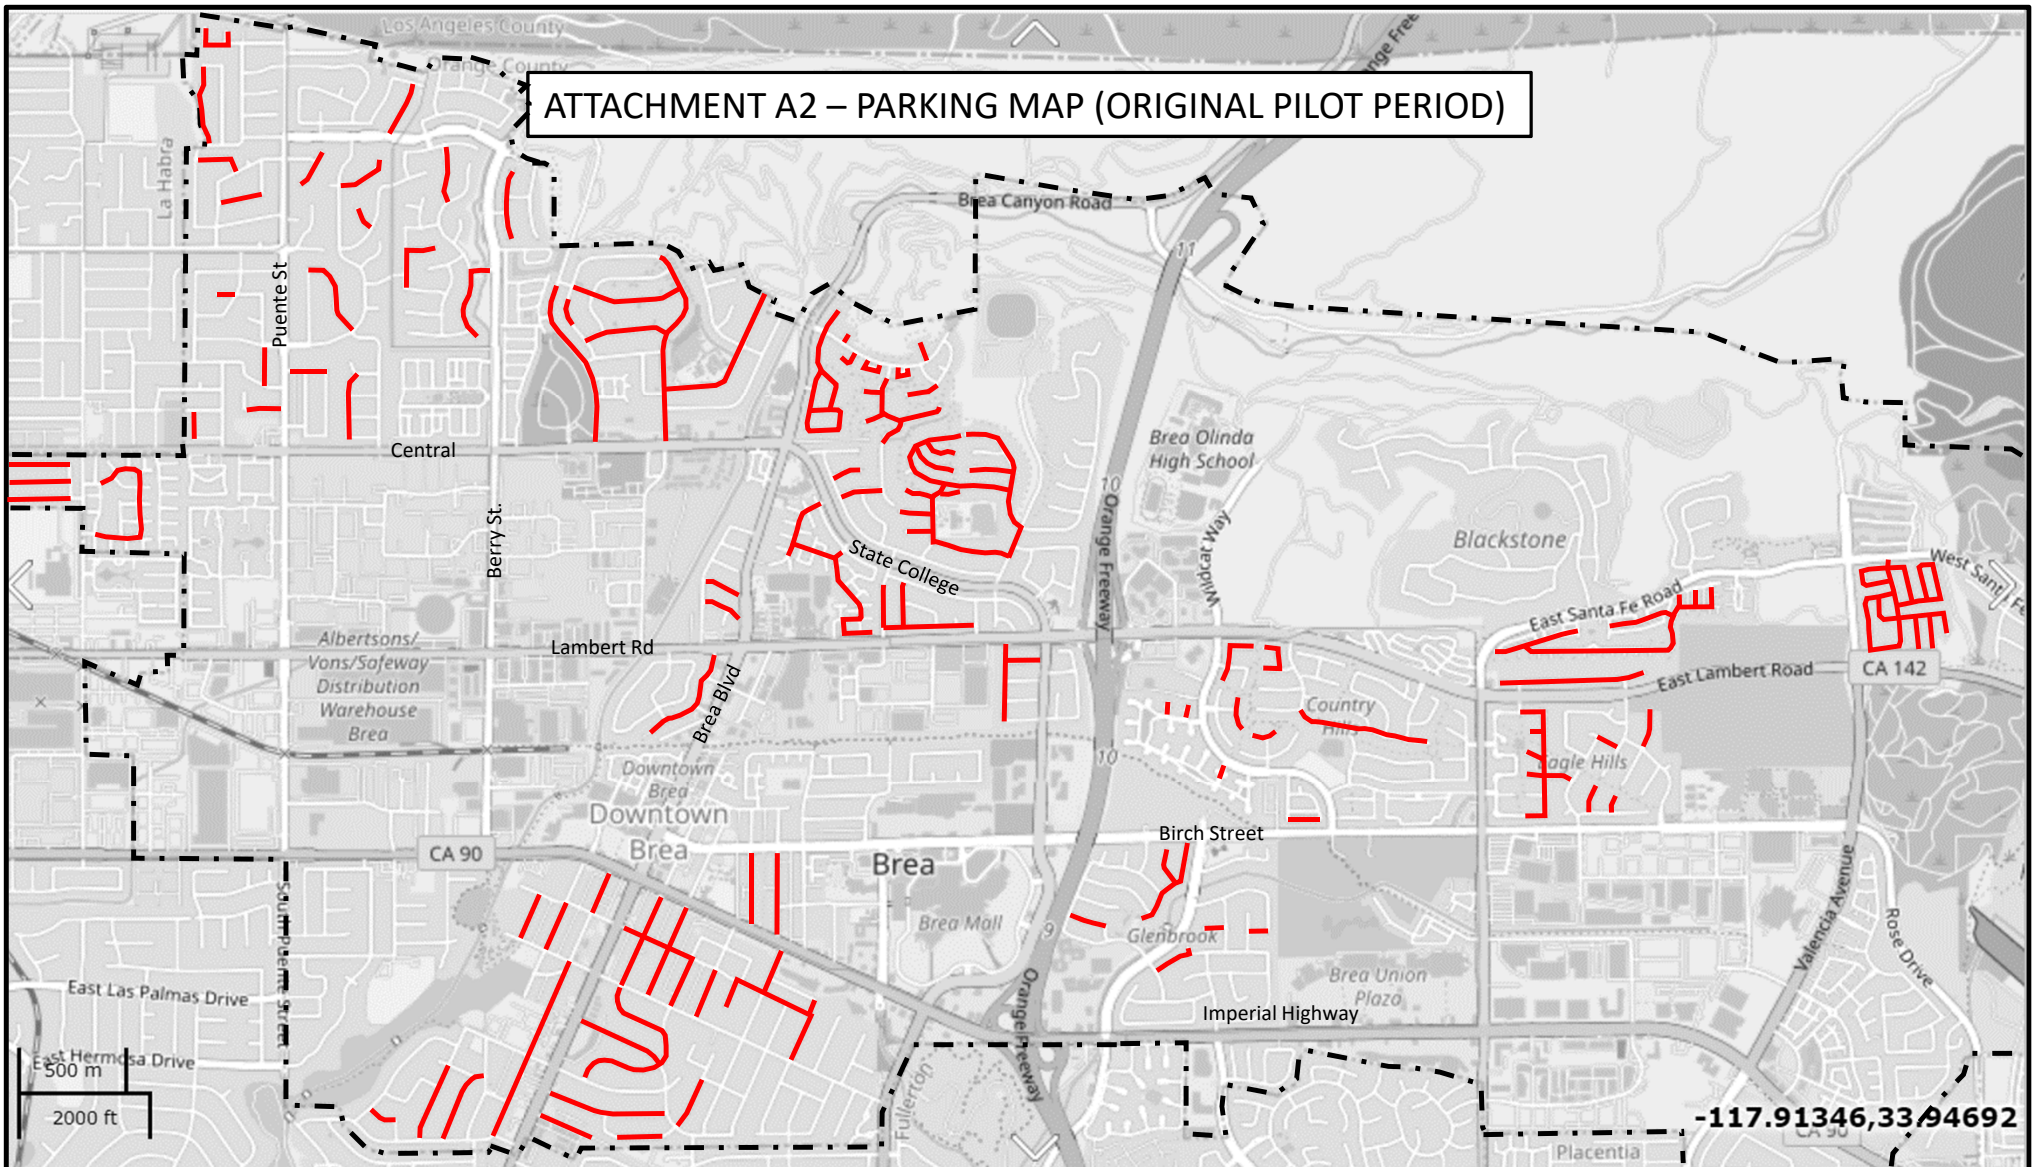 Los Angeles County
Orange County
ATTACHMENT A2 – PARKING MAP (ORIGINAL PILOT PERIOD)
La Habra
Brea Canyon Road
11
Puente St
Central
Brea Olinda
High School
10
Orange Freeway
Berry St.
Wildcat Way
Blackstone
State College
East Santa Fe Road
Albertsons/
Vons/Safeway
Distribution
Warehouse
Brea
Lambert Rd
East Lambert Road
CA 142
Brea Blvd
Country
Hills
10
Eagle Hills
Downtown
Brea
Downtown
Brea
CA 90
Birch Street
Brea
South Puente Street
Brea Mall
9
Glenbrook
Valencia Avenue
Rose Drive
Brea Union
Plaza
East Las Palmas Drive
Orange Freeway
Imperial Highway
East Hermosa Drive
500 m
2000 ft
Fullerton
-117.91346,33.94692
CA 90
Placentia